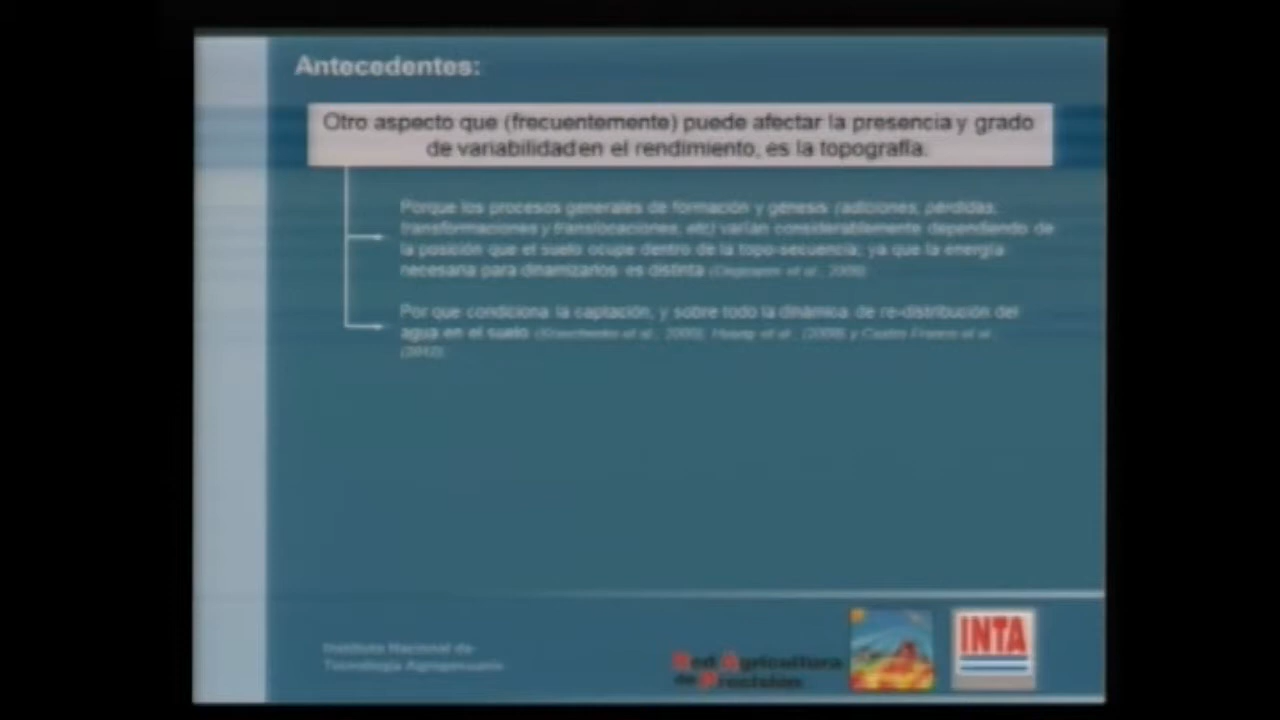 Antecedentes:
Otro aspecto que (frecuentemente) puede afectar la presencia y grado
de variabilidad en el rendimiento, es la topografía.
Porque los procesos generales de formación y génesis (adiciones, pérdidas,
transformaciones y translocaciones, etc) varían considerablemente dependiendo de
la posición que el suelo ocupe dentro de la topo-secuencia, ya que la energía
necesaria para dinamizarlos es distinta
Por que condiciona la captación, y sobre todo la dinámica de re-distribución del
agua en el suelo
Instituto Nacional de
Tecnología Agropecuaria
Red Agricultura
de Precisión
INTA